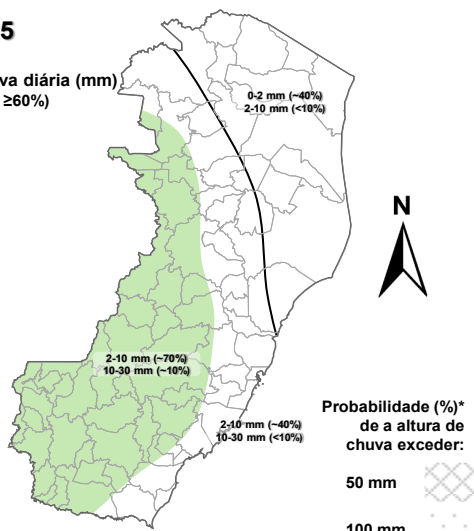 5
va diária (mm)
≥60%)
0-2 mm (~40%)
2-10 mm (<10%)
N
2-10 mm (~70%)
10-30 mm (~10%)
2-10 mm (~40%)
10-30 mm (<10%)
Probabilidade (%)*
de a altura de
chuva exceder:
50 mm
100 mm